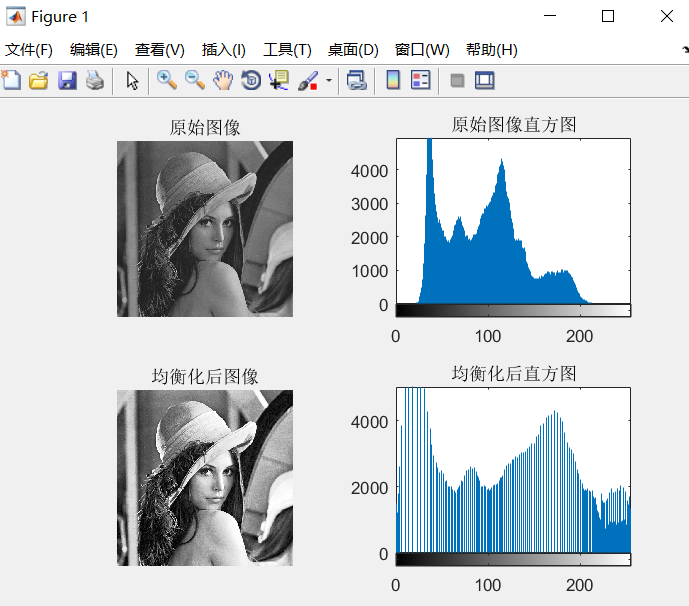 Figure 1
文件(F) 编辑(E) 查看(V) 插入(I) 工具(T) 桌面(D) 窗口(W) 帮助(H)
原始图像
原始图像直方图
4000
3000
2000
1000
0
0 100 200
均衡化后图像
均衡化后直方图
4000
2000
0
0 100 200